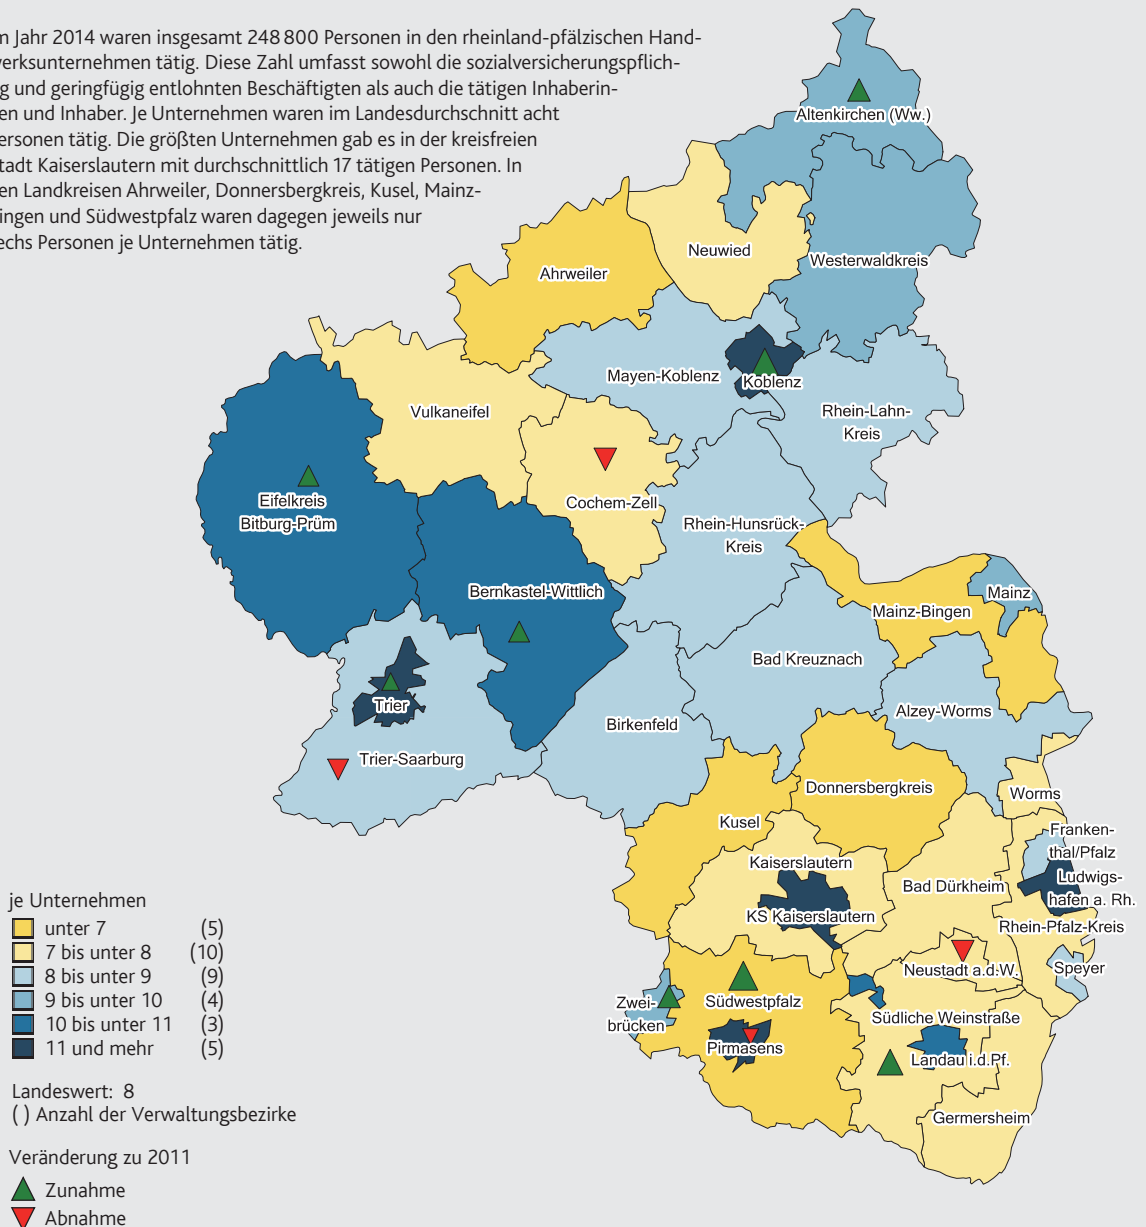 m Jahr 2014 waren insgesamt 248 800 Personen in den rheinland-pfälzischen Hand-
werksunternehmen tätig. Diese Zahl umfasst sowohl die sozialversicherungspflich-
g und geringfügig entlohnten Beschäftigten als auch die tätigen Inhaberin-
en und Inhaber. Je Unternehmen waren im Landesdurchschnitt acht
ersonen tätig. Die größten Unternehmen gab es in der kreisfreien
tadt Kaiserslautern mit durchschnittlich 17 tätigen Personen. In
en Landkreisen Ahrweiler, Donnersbergkreis, Kusel, Mainz-
ingen und Südwestpfalz waren dagegen jeweils nur
echs Personen je Unternehmen tätig.
Altenkirchen (Ww.)
Neuwied
Westerwaldkreis
Ahrweiler
Mayen-Koblenz
Koblenz
Vulkaneifel
Rhein-Lahn-
Kreis
Cochem-Zell
Eifelkreis
Bitburg-Prüm
Rhein-Hunsrück-
Kreis
Bernkastel-Wittlich
Mainz
Mainz-Bingen
Bad Kreuznach
Trier
Alzey-Worms
Birkenfeld
Trier-Saarburg
Donnersbergkreis
Worms
Kusel
Franken-
thal/Pfalz
Kaiserslautern
Ludwigs-
hafen a. Rh.
Bad Dürkheim
KS Kaiserslautern
Rhein-Pfalz-Kreis
Neustadt a.d.W.
Speyer
Zwei-
brücken
Südwestpfalz
Südliche Weinstraße
Pirmasens
Landau i.d.Pf.
Germersheim
je Unternehmen
unter 7 (5)
7 bis unter 8 (10)
8 bis unter 9 (9)
9 bis unter 10 (4)
10 bis unter 11 (3)
11 und mehr (5)
Landeswert: 8
( ) Anzahl der Verwaltungsbezirke
Veränderung zu 2011
Zunahme
Abnahme